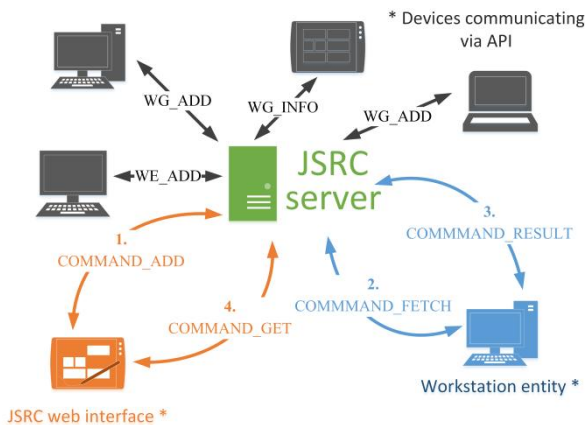 * Devices communicating
via API
WG_ADD
WG_INFO
WG_ADD
WE_ADD
JSRC
server
1.
COMMAND_ADD
3.
COMMMAND_RESULT
2.
COMMMAND_FETCH
4.
COMMAND_GET
Workstation entity *
JSRC web interface *